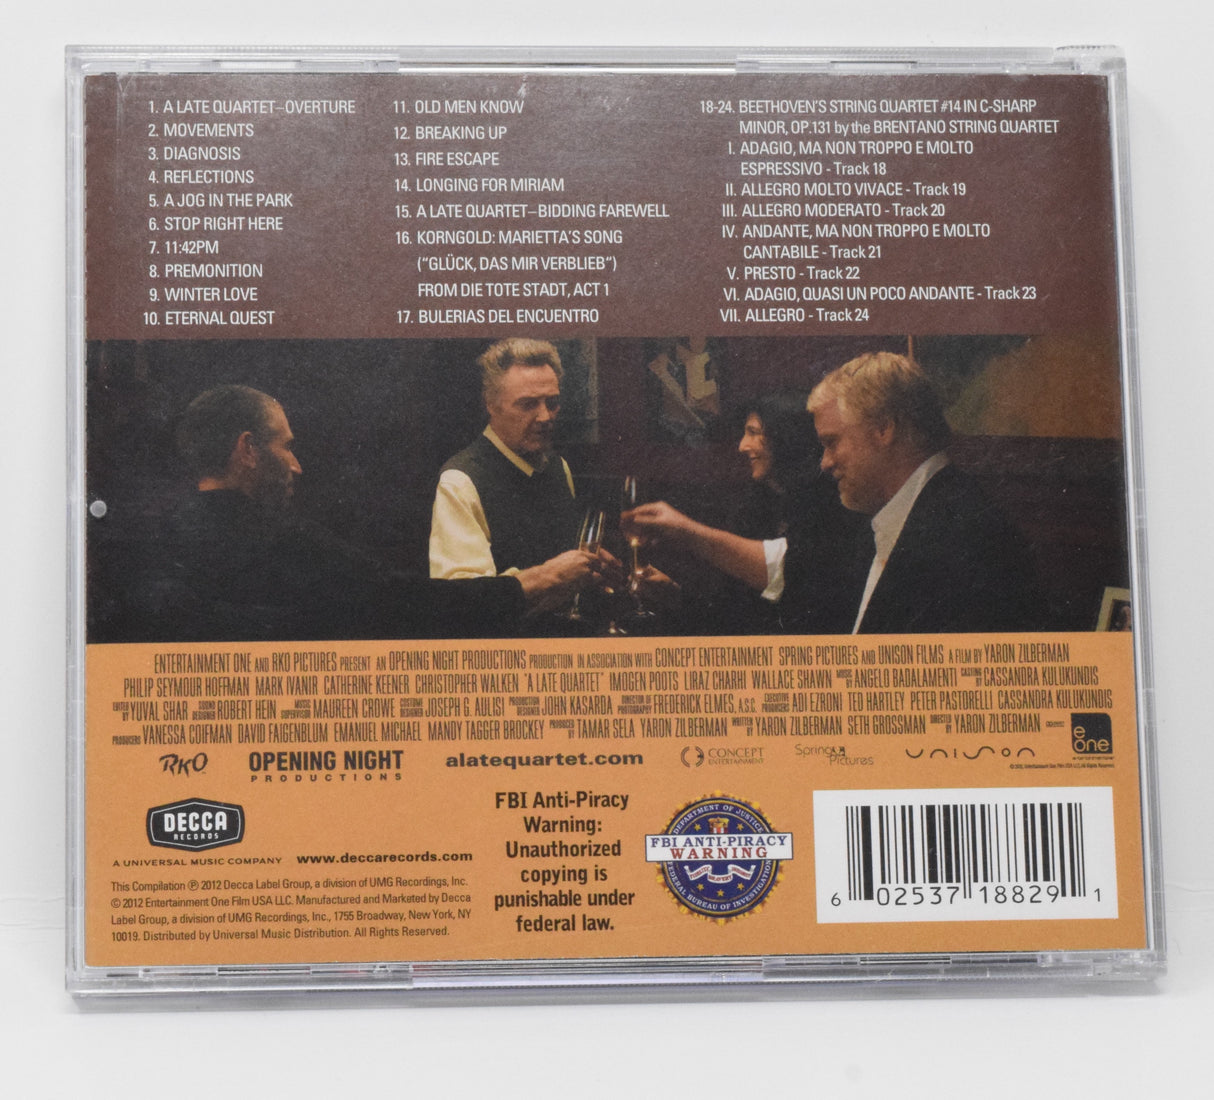 1. A LATE QUARTET–OVERTURE
2. MOVEMENTS
3. DIAGNOSIS
4. REFLECTIONS
5. A JOG IN THE PARK
6. STOP RIGHT HERE
7. 11:42PM
8. PREMONITION
9. WINTER LOVE
10. ETERNAL QUEST
11. OLD MEN KNOW
12. BREAKING UP
13. FIRE ESCAPE
14. LONGING FOR MIRIAM
15. A LATE QUARTET–BIDDING FAREWELL
16. KORNGOLD: MARIETTA'S SONG
("GLÜCK, DAS MIR VERBLIEB")
FROM DIE TOTE STADT, ACT 1
17. BULERIAS DEL ENCUENTRO
18-24. BEETHOVEN'S STRING QUARTET #14 IN C-SHARP
MINOR, OP.131 by the BRENTANO STRING QUARTET
I. ADAGIO, MA NON TROPPO E MOLTO
ESPRESSIVO - Track 18
II. ALLEGRO MOLTO VIVACE - Track 19
III. ALLEGRO MODERATO - Track 20
IV. ANDANTE, MA NON TROPPO E MOLTO
CANTABILE - Track 21
V. PRESTO - Track 22
VI. ADAGIO, QUASI UN POCO ANDANTE - Track 23
VII. ALLEGRO - Track 24
ENTERTAINMENT ONE AND RKO PICTURES PRESENT AN OPENING NIGHT PRODUCTIONS PRODUCTION IN ASSOCIATION WITH CONCEPT ENTERTAINMENT SPRING PICTURES AND UNISON FILMS A FILM BY YARON ZILBERMAN
PHILIP SEYMOUR HOFFMAN MARK IVANIR CATHERINE KEENER CHRISTOPHER WALKEN "A LATE QUARTET" IMOGEN POOTS LIRAZ CHARHI WALLACE SHAWN MUSIC BY ANGELO BADALAMENTI CASTING BY CASSANDRA KULUKUNDIS
EDITED BY YUVAL SHAR SOUND DESIGNER ROBERT HEIN MUSIC SUPERVISOR MAUREEN CROWE COSTUME DESIGNER JOSEPH G. AULISI PRODUCTION DESIGNER JOHN KASARDA DIRECTOR OF PHOTOGRAPHY FREDERICK ELMES, A.S.C. EXECUTIVE PRODUCERS ADI EZRONI TED HARTLEY PETER PASTORELLI CASSANDRA KULUKUNDIS
PRODUCERS VANESSA COIFMAN DAVID FAIGENBLUM EMANUEL MICHAEL MANDY TAGGER BROCKEY PRODUCED BY TAMAR SELA YARON ZILBERMAN WRITTEN BY YARON ZILBERMAN SETH GROSSMAN DIRECTED BY YARON ZILBERMAN
e one
RKO OPENING NIGHT PRODUCTIONS alatequartet.com CONCEPT ENTERTAINMENT Spring Pictures unison
DECCA
RECORDS
A UNIVERSAL MUSIC COMPANY www.deccarecords.com
This Compilation ℗ 2012 Decca Label Group, a division of UMG Recordings, Inc.
© 2012 Entertainment One Film USA LLC. Manufactured and Marketed by Decca
Label Group, a division of UMG Recordings, Inc., 1755 Broadway, New York, NY
10019. Distributed by Universal Music Distribution. All Rights Reserved.
FBI Anti-Piracy
Warning:
Unauthorized
copying is
punishable under
federal law.
DEPARTMENT OF JUSTICE
FBI ANTI-PIRACY
WARNING
FEDERAL BUREAU OF INVESTIGATION
6 02537 18829 1